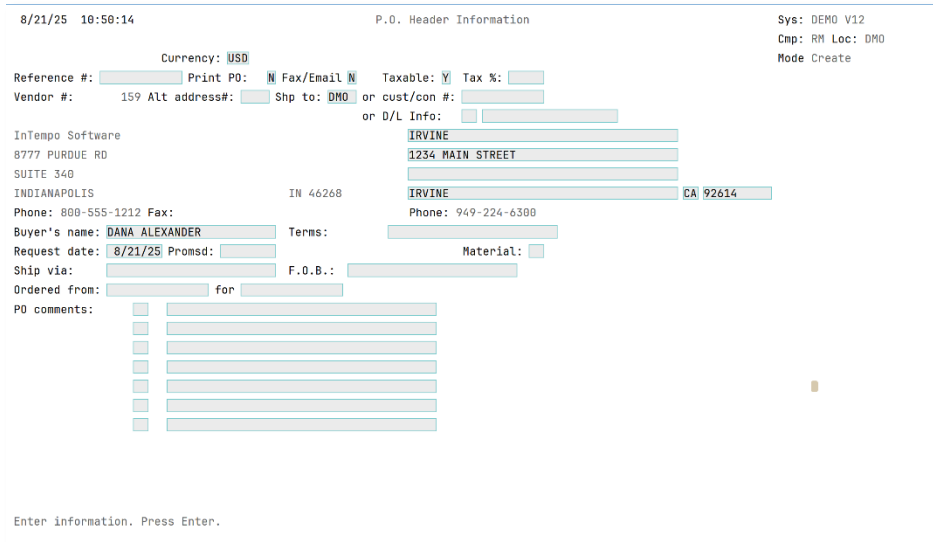 8/21/25 10:50:14 P.O. Header Information Sys: DEMO V12
Cmp: RM Loc: DMO
Currency: USD Mode Create
Reference #: Print PO: N Fax/Email N Taxable: Y Tax %:
Vendor #: 159 Alt address#: Shp to: DMO or cust/con #:
or D/L Info:
InTempo Software IRVINE
8777 PURDUE RD 1234 MAIN STREET
SUITE 340
INDIANAPOLIS IN 46268 IRVINE CA 92614
Phone: 800-555-1212 Fax: Phone: 949-224-6300
Buyer's name: DANA ALEXANDER Terms:
Request date: 8/21/25 Promsd: Material:
Ship via: F.O.B.:
Ordered from: for
PO comments:
Enter information. Press Enter.